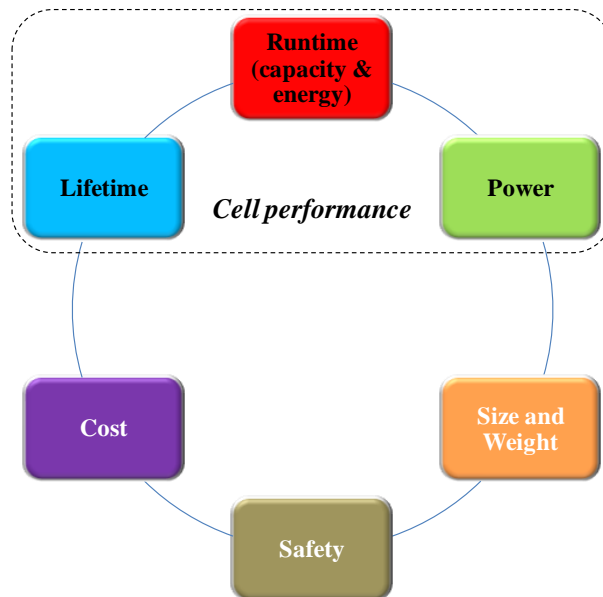 Runtime
(capacity &
energy)
Lifetime
Power
Cell performance
Cost
Size and
Weight
Safety